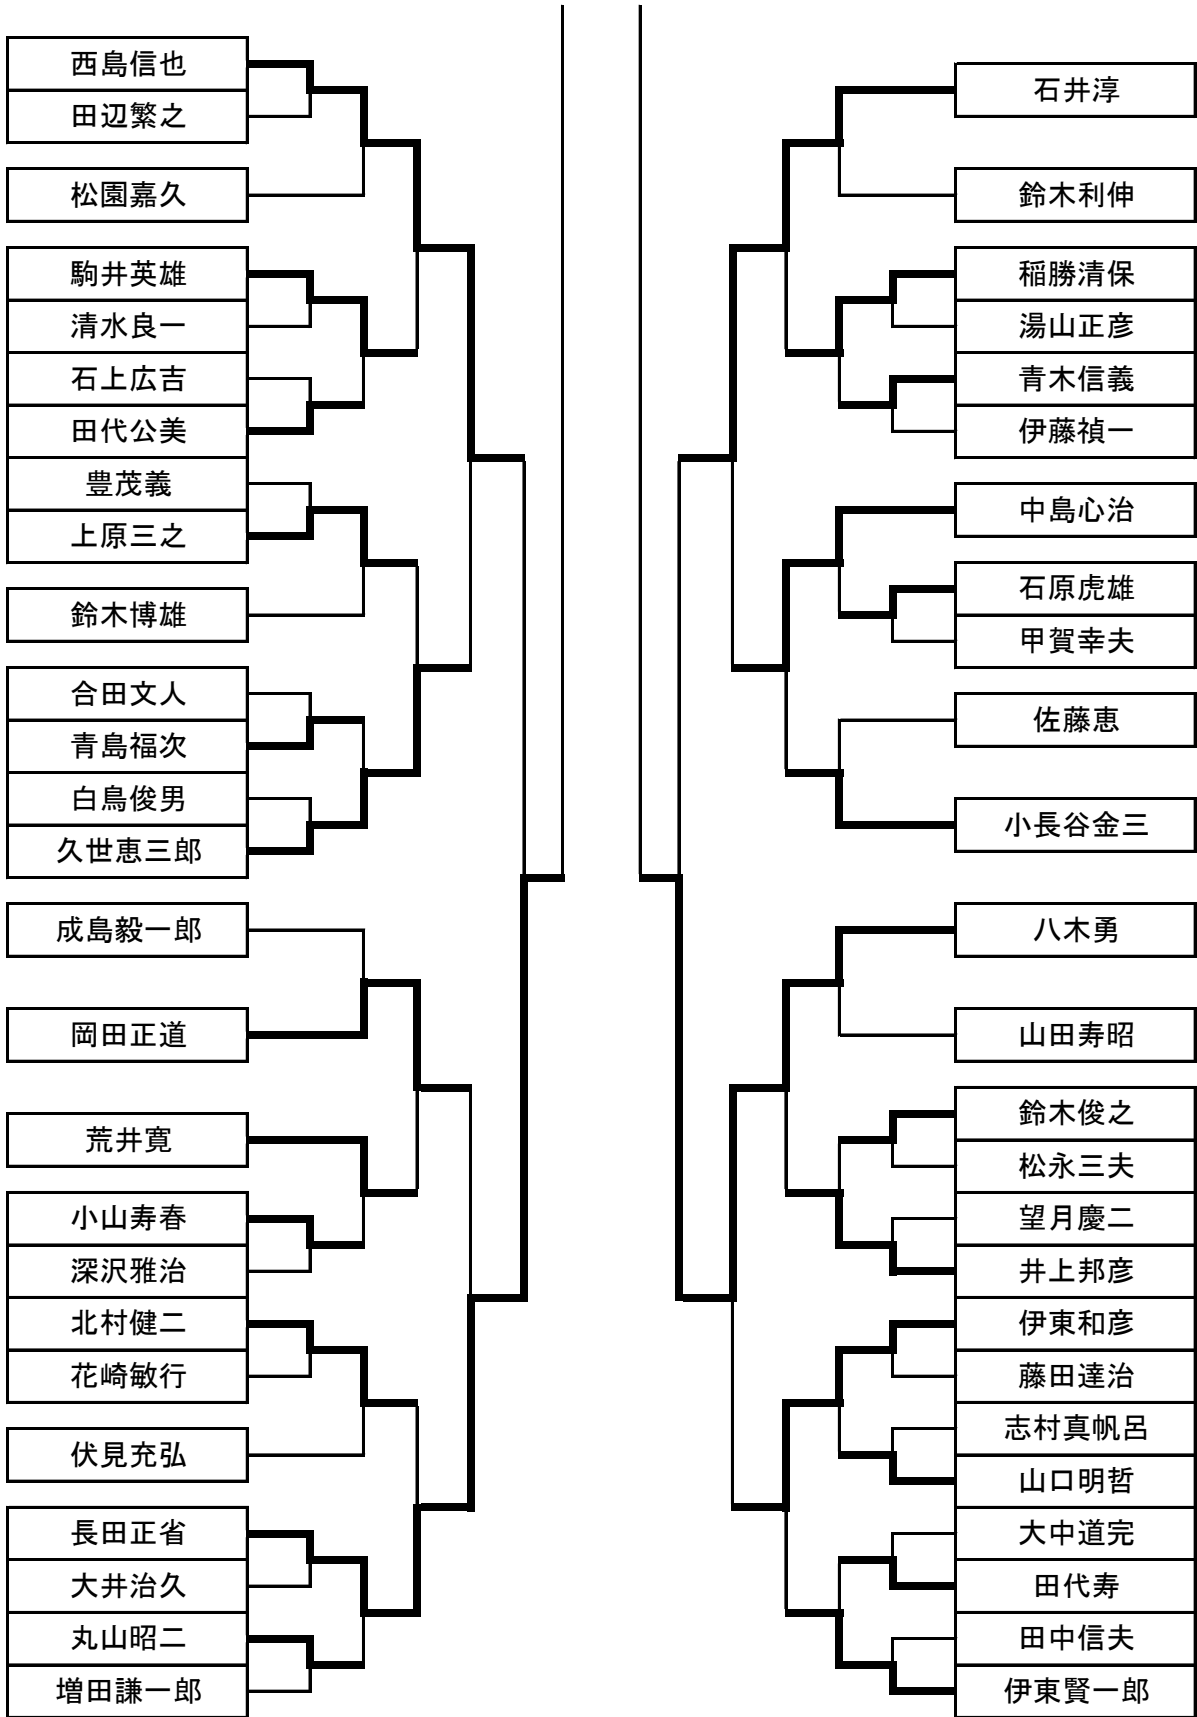 西島信也
田辺繁之
松園嘉久
駒井英雄
清水良一
石上広吉
田代公美
豊茂義
上原三之
鈴木博雄
合田文人
青島福次
白鳥俊男
久世恵三郎
成島毅一郎
岡田正道
荒井寛
小山寿春
深沢雅治
北村健二
花崎敏行
伏見充弘
長田正省
大井治久
丸山昭二
増田謙一郎
石井淳
鈴木利伸
稲勝清保
湯山正彦
青木信義
伊藤禎一
中島心治
石原虎雄
甲賀幸夫
佐藤恵
小長谷金三
八木勇
山田寿昭
鈴木俊之
松永三夫
望月慶二
井上邦彦
伊東和彦
藤田達治
志村真帆呂
山口明哲
大中道完
田代寿
田中信夫
伊東賢一郎